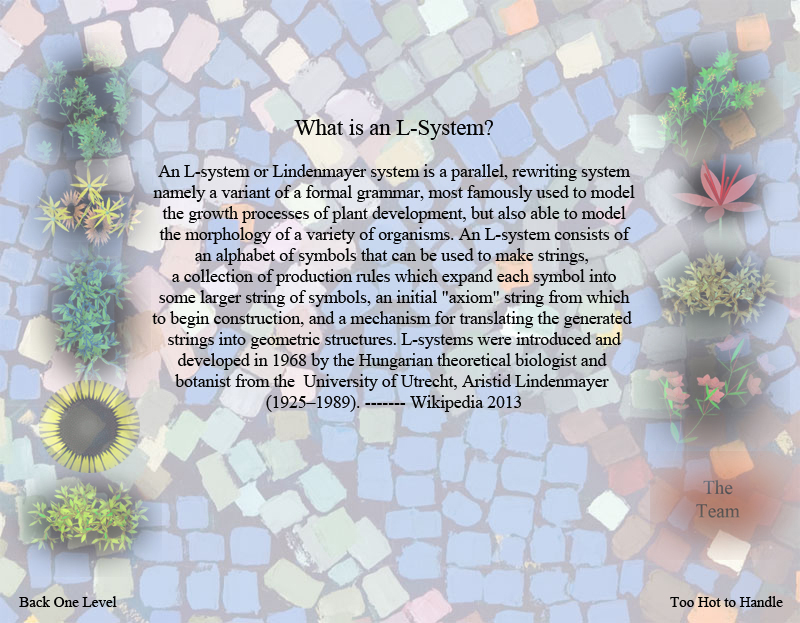 What is an L-System?
An L-system or Lindenmayer system is a parallel, rewriting system
namely a variant of a formal grammar, most famously used to model
the growth processes of plant development, but also able to model
the morphology of a variety of organisms. An L-system consists of
an alphabet of symbols that can be used to make strings,
a collection of production rules which expand each symbol into
some larger string of symbols, an initial "axiom" string from which
to begin construction, and a mechanism for translating the generated
strings into geometric structures. L-systems were introduced and
developed in 1968 by the Hungarian theoretical biologist and
botanist from the  University of Utrecht, Aristid Lindenmayer
(1925–1989). ------- Wikipedia 2013
The
Team
Back One Level
Too Hot to Handle